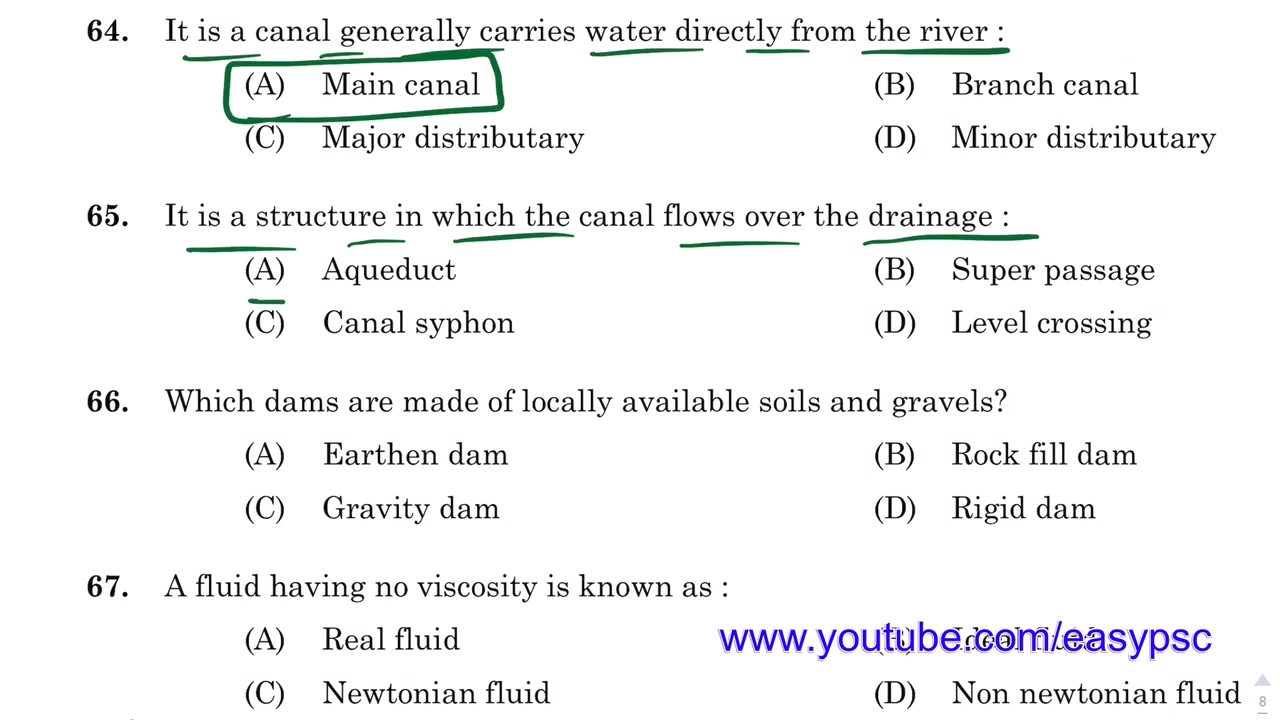 64. It is a canal generally carries water directly from the river :
(A) Main canal (B) Branch canal
(C) Major distributary (D) Minor distributary
65. It is a structure in which the canal flows over the drainage :
(A) Aqueduct (B) Super passage
(C) Canal syphon (D) Level crossing
66. Which dams are made of locally available soils and gravels?
(A) Earthen dam (B) Rock fill dam
(C) Gravity dam (D) Rigid dam
67. A fluid having no viscosity is known as :
(A) Real fluid (B) Ideal fluid
www.youtube.com/easypsc
(C) Newtonian fluid (D) Non newtonian fluid
8